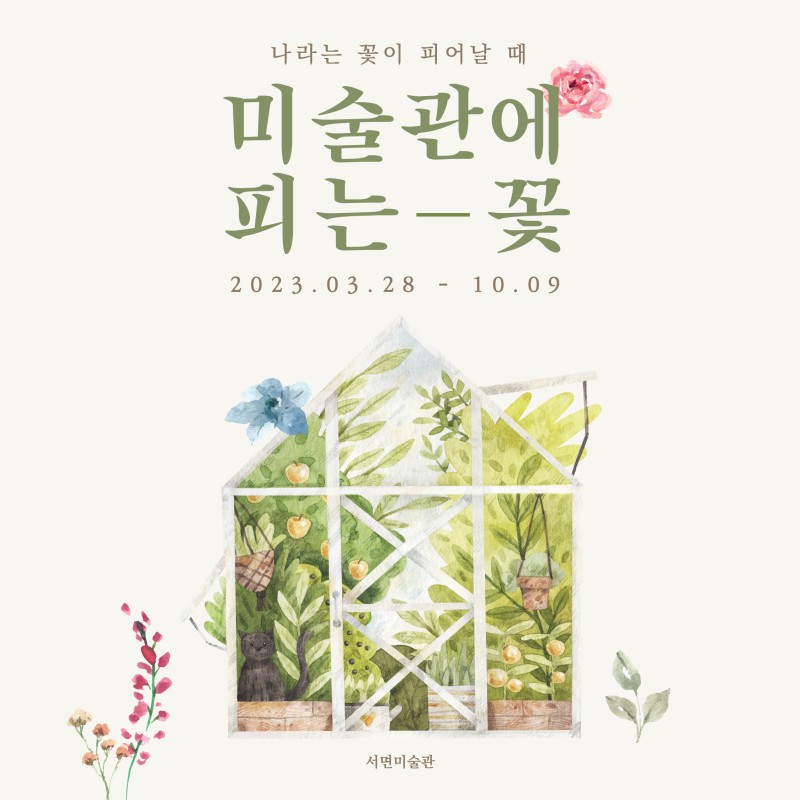 나라는 꽃이 피어날 때
미술관에
피는 — 꽃
2023.03.28 - 10.09
서면미술관